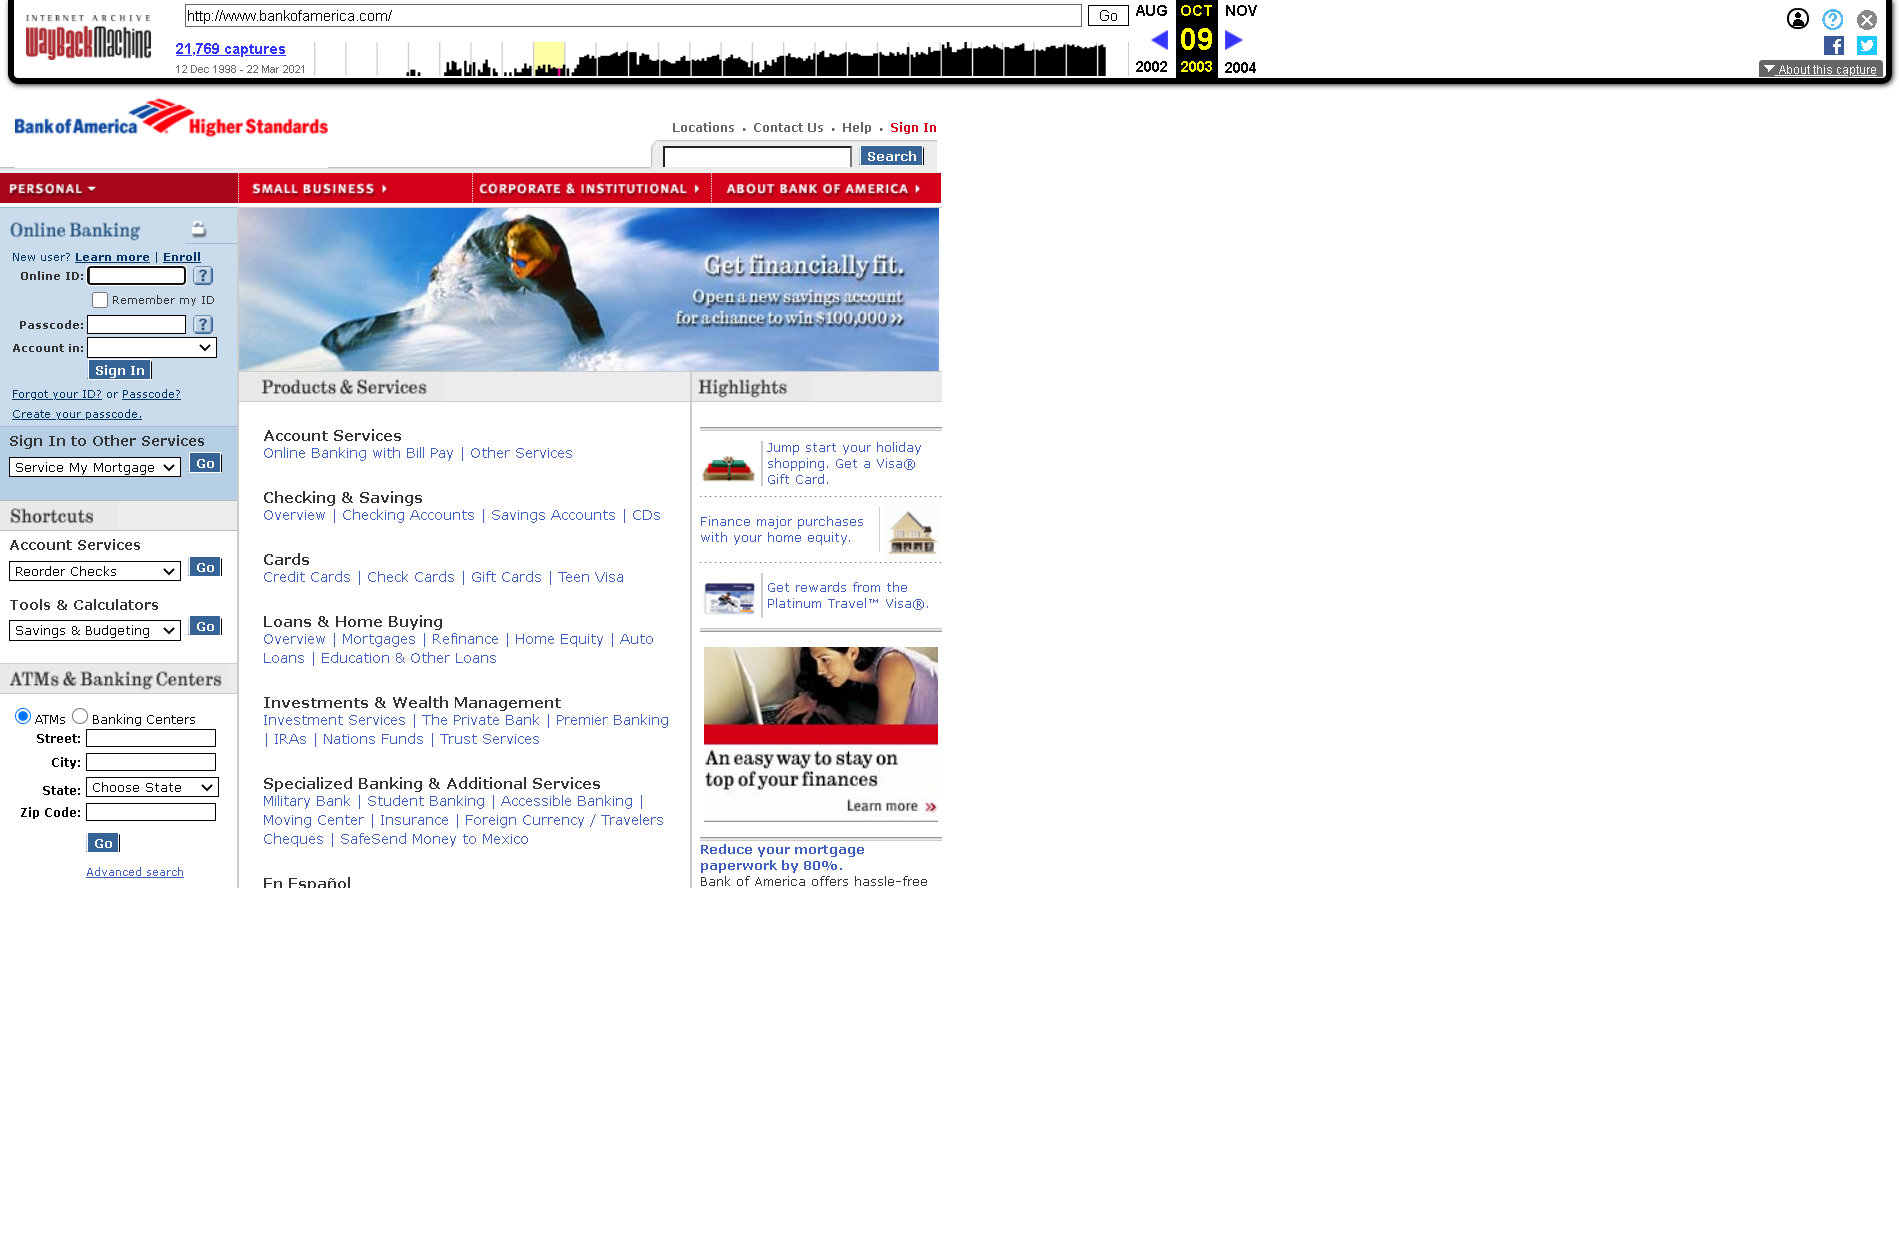 INTERNET ARCHIVE
WayBackMachine
http://www.bankofamerica.com/
Go
AUG
OCT
NOV
21,769 captures
09
12 Dec 1998 - 22 Mar 2021
2002
2003
2004
About this capture
Bank of America Higher Standards
Locations • Contact Us • Help • Sign In
Search
PERSONAL
SMALL BUSINESS
CORPORATE & INSTITUTIONAL
ABOUT BANK OF AMERICA
Online Banking
New user? Learn more | Enroll
Online ID:
?
Remember my ID
Passcode:
?
Account in:
Sign In
Forgot your ID? or Passcode?
Create your passcode.
Sign In to Other Services
Service My Mortgage
Go
Shortcuts
Account Services
Reorder Checks
Go
Tools & Calculators
Savings & Budgeting
Go
ATMs & Banking Centers
ATMs
Banking Centers
Street:
City:
State:
Choose State
Zip Code:
Go
Advanced search
Get financially fit.
Open a new savings account
for a chance to win $100,000 »
Products & Services
Account Services
Online Banking with Bill Pay | Other Services
Checking & Savings
Overview | Checking Accounts | Savings Accounts | CDs
Cards
Credit Cards | Check Cards | Gift Cards | Teen Visa
Loans & Home Buying
Overview | Mortgages | Refinance | Home Equity | Auto
Loans | Education & Other Loans
Investments & Wealth Management
Investment Services | The Private Bank | Premier Banking
| IRAs | Nations Funds | Trust Services
Specialized Banking & Additional Services
Military Bank | Student Banking | Accessible Banking |
Moving Center | Insurance | Foreign Currency / Travelers
Cheques | SafeSend Money to Mexico
En Español
Highlights
Jump start your holiday
shopping. Get a Visa®
Gift Card.
Finance major purchases
with your home equity.
Get rewards from the
Platinum Travel™ Visa®.
An easy way to stay on
top of your finances
Learn more »
Reduce your mortgage
paperwork by 80%.
Bank of America offers hassle-free